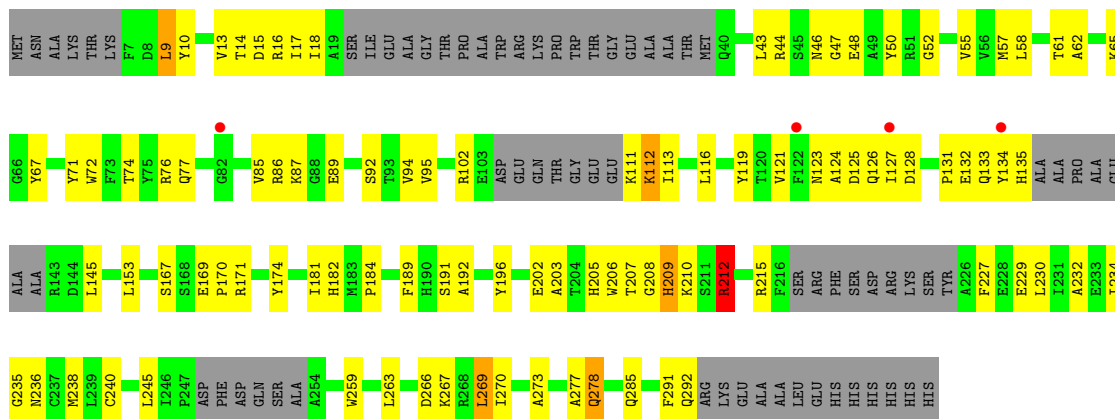 MET ASN ALA LYS THR LYS F7 D8 L9 Y10 V13 T14 D15 R16 I17 I18 A19 SER ILE GLU ALA GLY THR PRO ALA TRP ARG LYS PRO TRP THR GLY GLU ALA ALA THR MET Q40 L43 R44 S45 N46 G47 E48 A49 Y50 R51 G52 V55 V56 M57 L58 T61 A62 K65
G66 Y67 Y71 W72 F73 T74 Y75 R76 Q77 G82 V85 R86 K87 G88 E89 S92 T93 V94 V95 R102 E103 ASP GLU GLN THR GLY GLU GLU K111 K112 I113 L116 Y119 T120 V121 F122 N123 A124 D125 Q126 I127 D128 P131 E132 Q133 Y134 H135 ALA ALA PRO ALA GLU
ALA ALA R143 D144 L145 L153 S167 S168 E169 P170 R171 Y174 I181 H182 M183 P184 F189 H190 S191 A192 Y196 E202 A203 T204 H205 W206 T207 G208 H209 K210 S211 R212 R215 F216 SER ARG PHE SER ASP ARG LYS SER TYR A226 F227 E228 E229 L230 I231 A232 E233 I234
G235 N236 C237 M238 L239 C240 L245 I246 P247 ASP PHE ASP GLN SER ALA A254 W259 L263 D266 K267 R268 L269 I270 A273 A277 Q278 Q285 F291 Q292 ARG LYS GLU ALA ALA LEU GLU HIS HIS HIS HIS HIS HIS